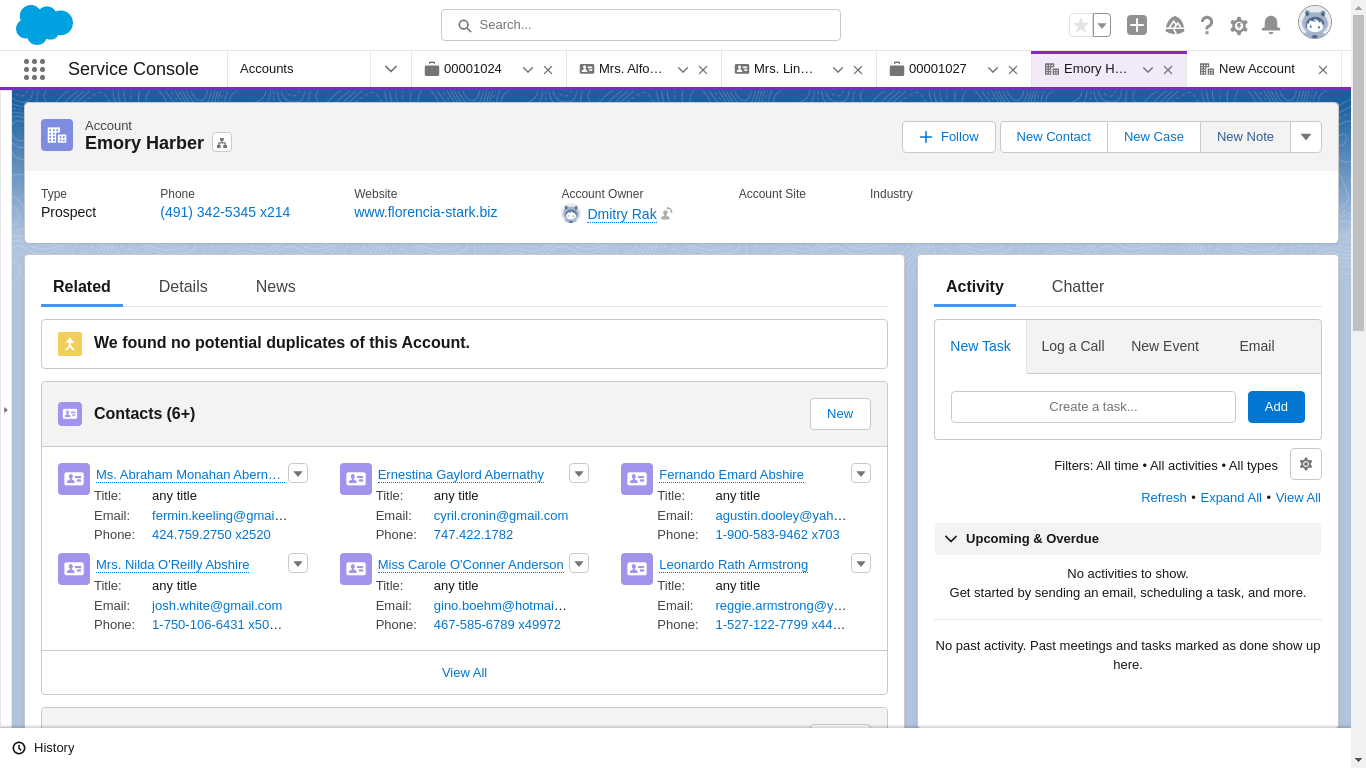 Search...
Service Console
Accounts
00001024
Mrs. Alfo…
Mrs. Lin…
00001027
Emory H…
New Account
Account
Emory Harber
Follow
New Contact
New Case
New Note
Type
Prospect
Phone
(491) 342-5345 x214
Website
www.florencia-stark.biz
Account Owner
Dmitry Rak
Account Site
Industry
Related
Details
News
We found no potential duplicates of this Account.
Contacts (6+)
New
Ms. Abraham Monahan Abern…
Title: any title
Email: fermin.keeling@gmai…
Phone: 424.759.2750 x2520
Ernestina Gaylord Abernathy
Title: any title
Email: cyril.cronin@gmail.com
Phone: 747.422.1782
Fernando Emard Abshire
Title: any title
Email: agustin.dooley@yah…
Phone: 1-900-583-9462 x703
Mrs. Nilda O'Reilly Abshire
Title: any title
Email: josh.white@gmail.com
Phone: 1-750-106-6431 x50…
Miss Carole O'Conner Anderson
Title: any title
Email: gino.boehm@hotmai…
Phone: 467-585-6789 x49972
Leonardo Rath Armstrong
Title: any title
Email: reggie.armstrong@y…
Phone: 1-527-122-7799 x44…
View All
Activity
Chatter
New Task
Log a Call
New Event
Email
Create a task...
Add
Filters: All time • All activities • All types
Refresh • Expand All • View All
Upcoming & Overdue
No activities to show.
Get started by sending an email, scheduling a task, and more.
No past activity. Past meetings and tasks marked as done show up
here.
History